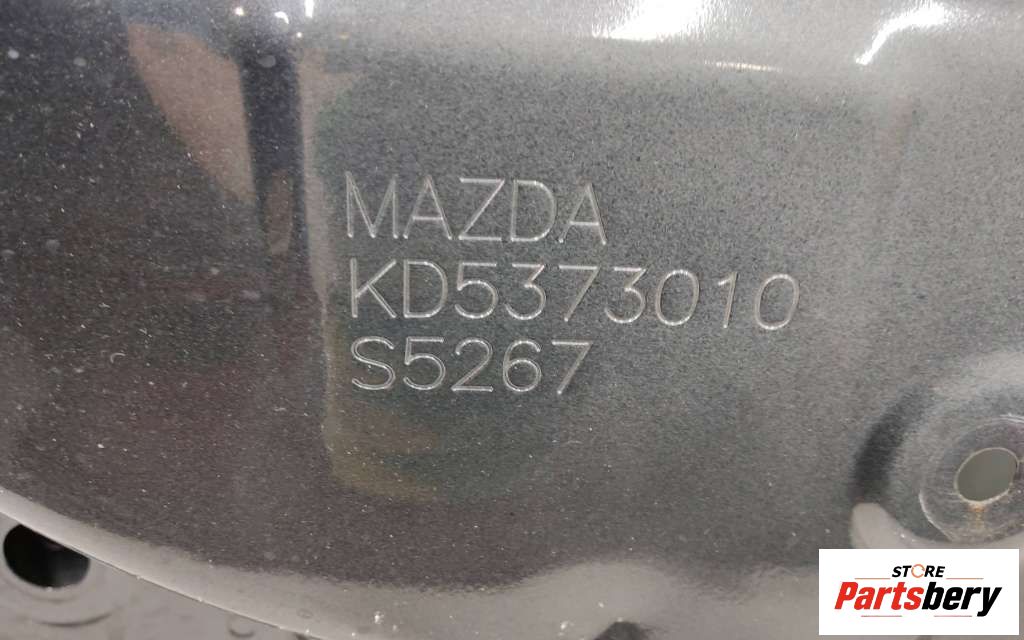 MAZDA
KD5373010
S5267
STORE
Partsbery